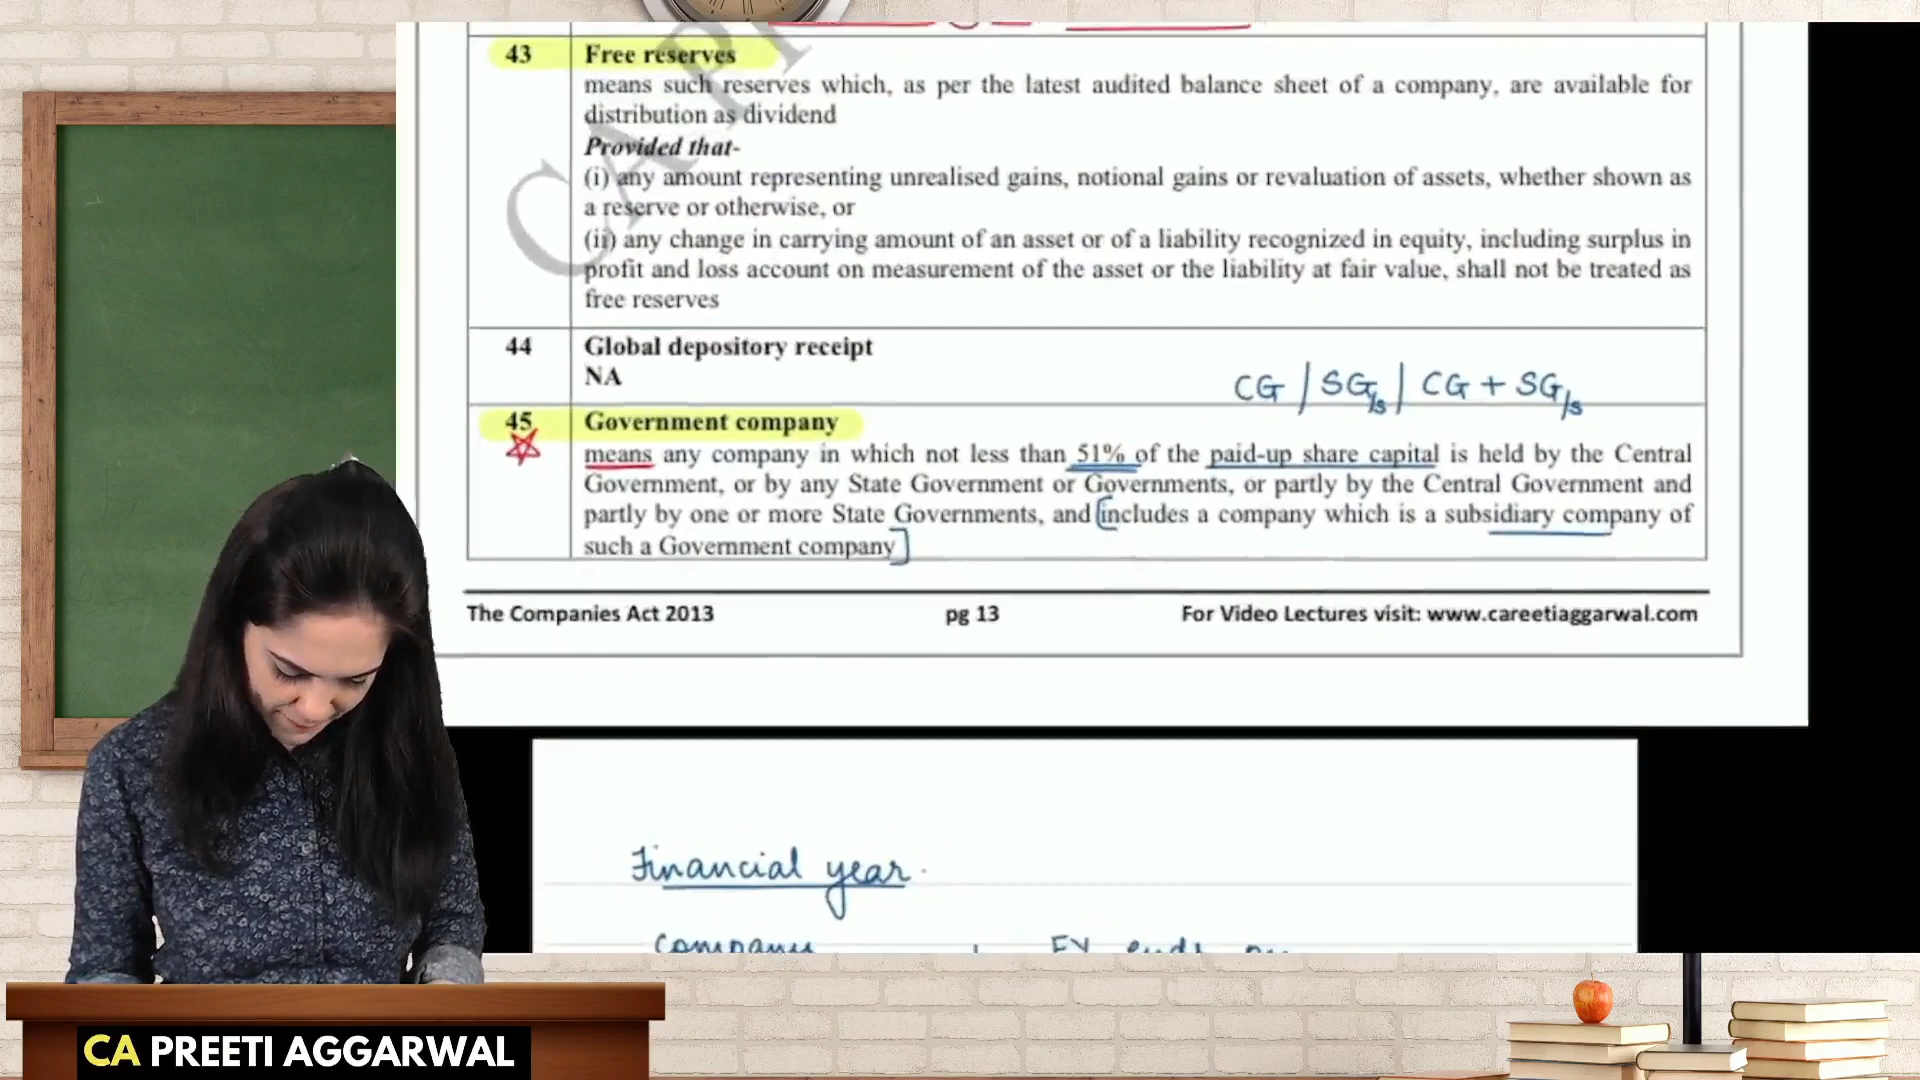 43 Free reserves
means such reserves which, as per the latest audited balance sheet of a company, are available for
distribution as dividend
Provided that-
(i) any amount representing unrealised gains, notional gains or revaluation of assets, whether shown as
a reserve or otherwise, or
(ii) any change in carrying amount of an asset or of a liability recognized in equity, including surplus in
profit and loss account on measurement of the asset or the liability at fair value, shall not be treated as
free reserves
44 Global depository receipt
NA
CG / SG/s / CG + SG/s
45 Government company
means any company in which not less than 51% of the paid-up share capital is held by the Central
Government, or by any State Government or Governments, or partly by the Central Government and
partly by one or more State Governments, and [includes a company which is a subsidiary company of
such a Government company]
The Companies Act 2013 pg 13 For Video Lectures visit: www.careetiaggarwal.com
Financial year
FY ends on
CA PREETI AGGARWAL